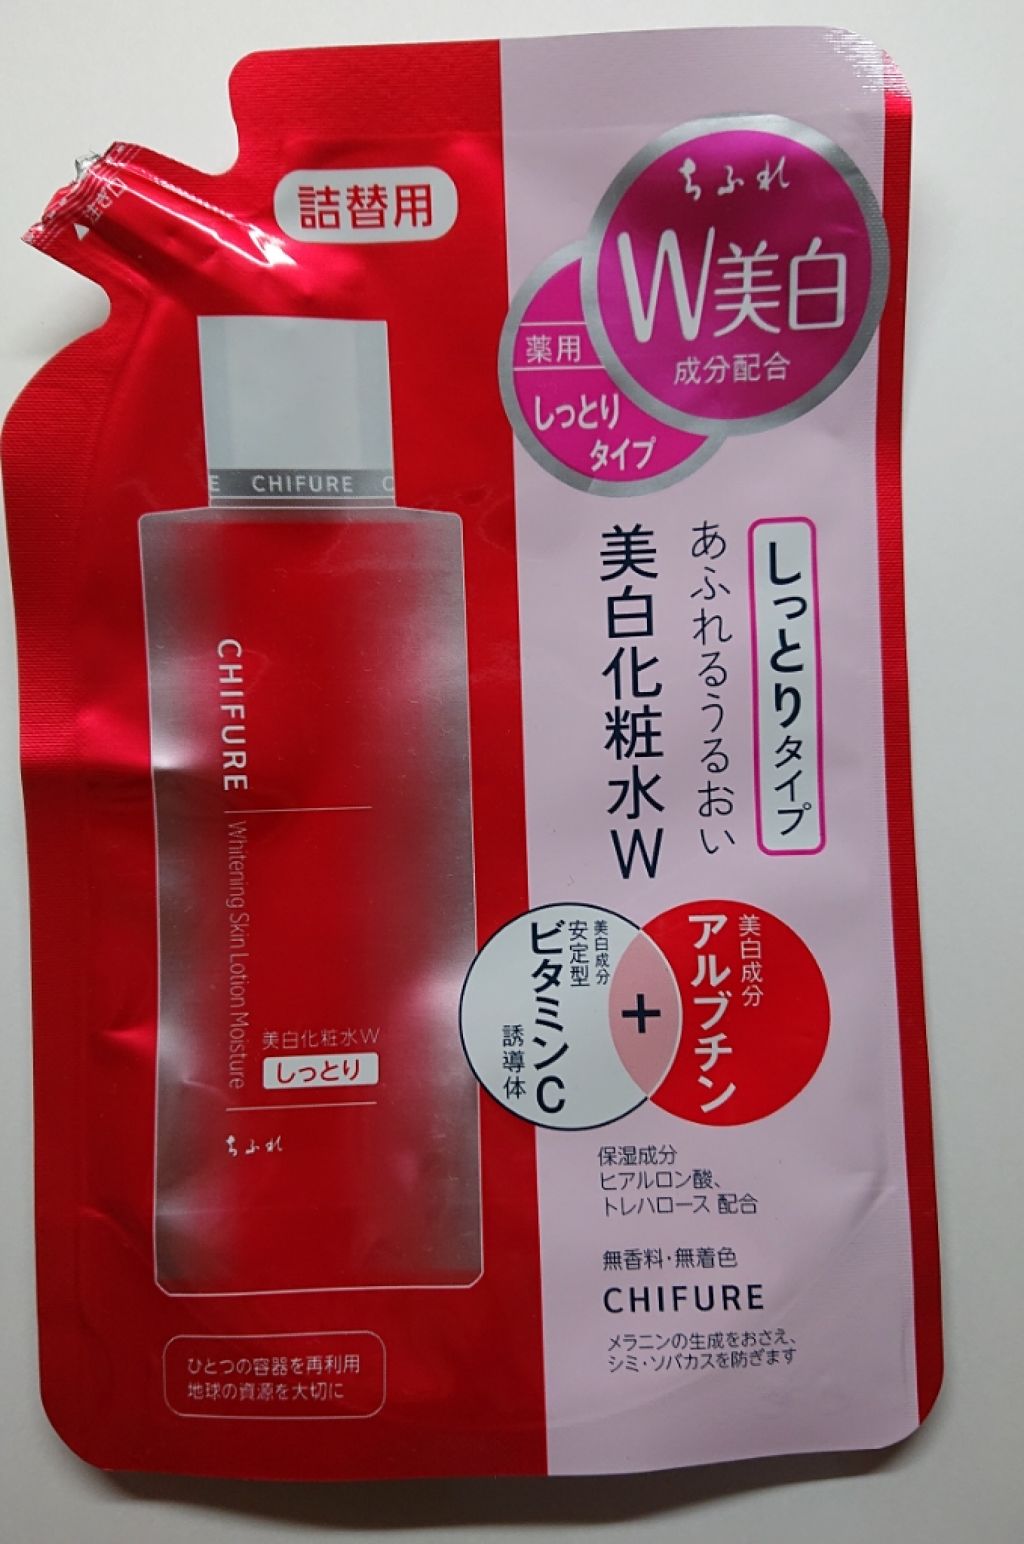 詰替用
ちふれ
W美白
成分配合
薬用
しっとり
タイプ
E CHIFURE C
しっとりタイプ
あふれるうるおい
美白化粧水W
CHIFURE
Whitening Skin Lotion Moisture
美白化粧水W
しっとり
ちふれ
美白成分
アルブチン
+
美白成分
安定型
ビタミンC
誘導体
保湿成分
ヒアルロン酸、
トレハロース 配合
無香料・無着色
CHIFURE
メラニンの生成をおさえ、
シミ・ソバカスを防ぎます
ひとつの容器を再利用
地球の資源を大切に